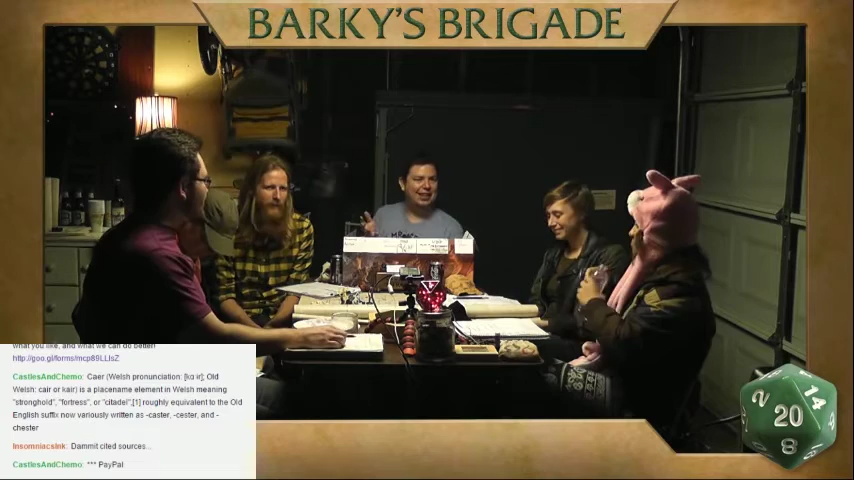 BARKY'S BRIGADE
what you like, and what we can do better!
http://goo.gl/forms/mcp89LLlsZ
CastlesAndChemo: Caer (Welsh pronunciation: [kɑ ɨr]; Old
Welsh: cair or kair) is a placename element in Welsh meaning
"stronghold", "fortress", or "citadel",[1] roughly equivalent to the Old
English suffix now variously written as -caster, -cester, and -
chester
InsomniacsInk: Dammit cited sources...
CastlesAndChemo: *** PayPal
2
14
20
8